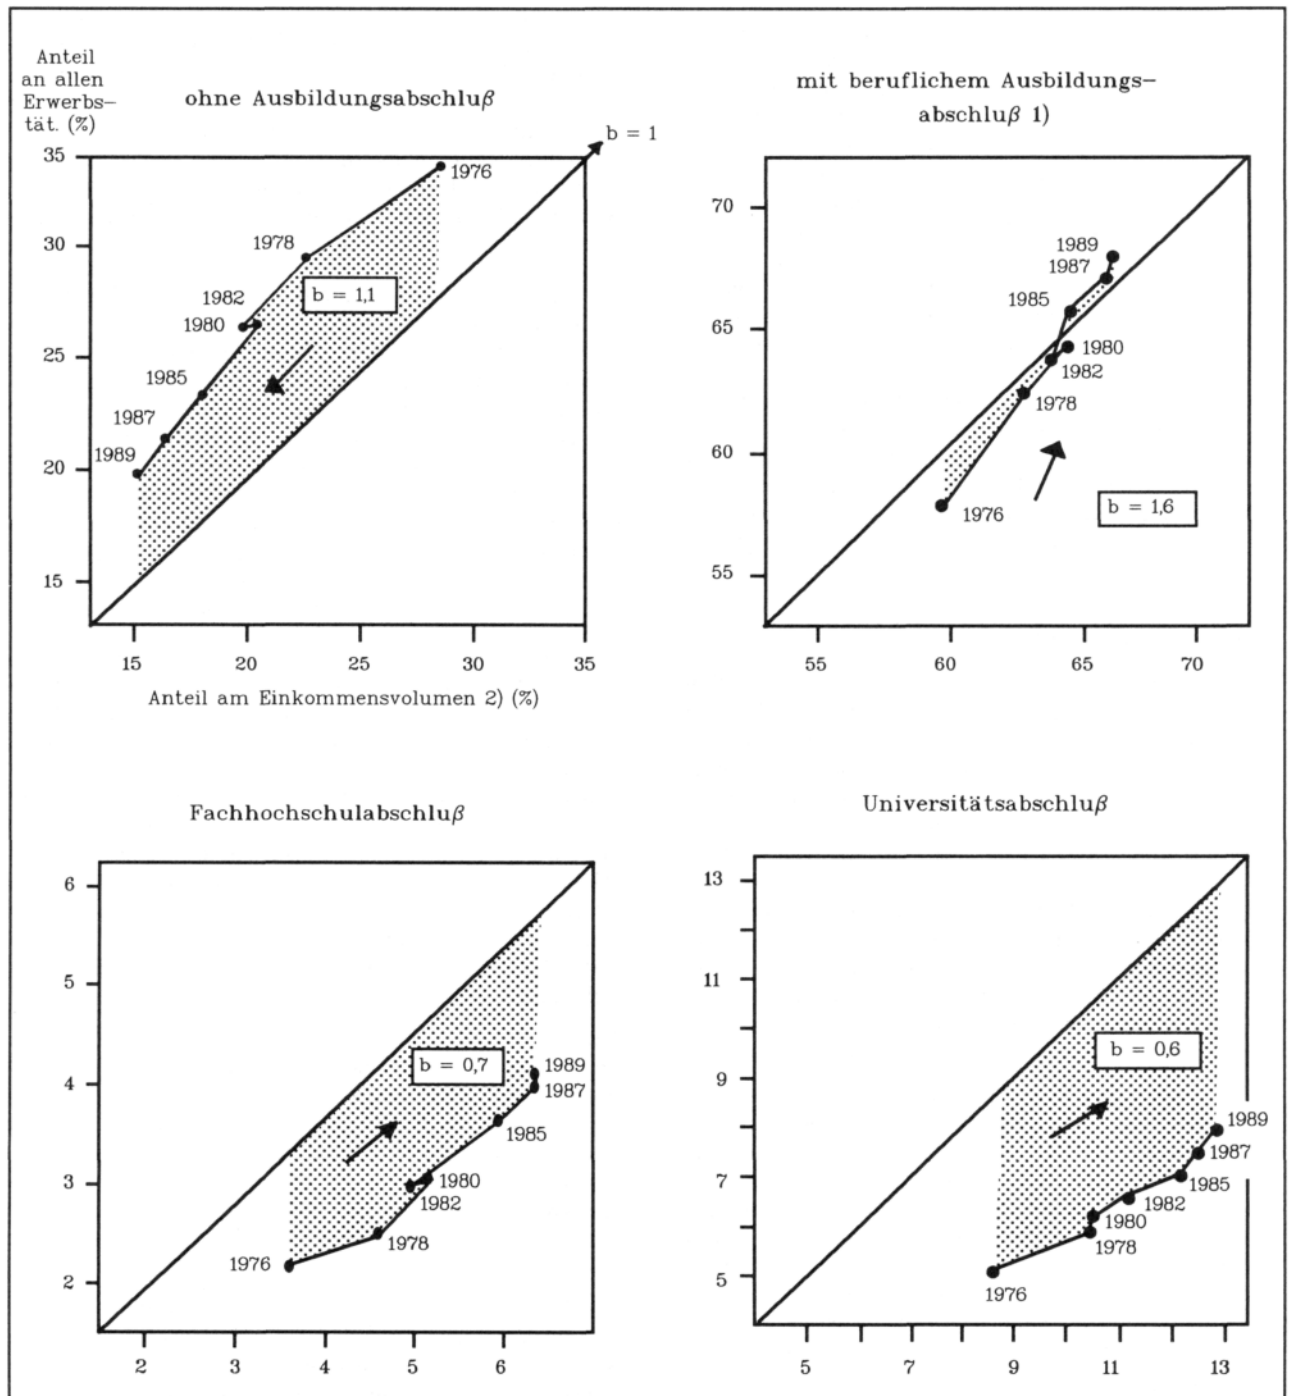 Anteil
an allen
Erwerbs-
tät. (%)
ohne Ausbildungsabschluß
b = 1
35
30
25
20
15
1976
1978
b = 1,1
1982
1980
1985
1987
1989
15 20 25 30 35
Anteil am Einkommensvolumen 2) (%)
mit beruflichem Ausbildungs-
abschluß 1)
70
65
60
55
1989
1987
1985
1980
1982
1978
1976
b = 1,6
55 60 65 70
Fachhochschulabschluß
6
5
4
3
2
b = 0,7
1989
1987
1985
1980
1982
1978
1976
2 3 4 5 6
Universitätsabschluß
13
11
9
7
5
b = 0,6
1989
1987
1985
1982
1980
1978
1976
5 7 9 11 13